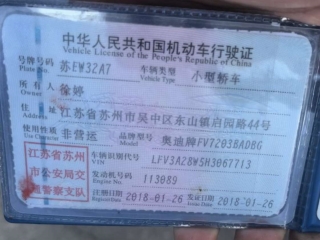 中华人民共和国机动车行驶证
Vehicle License of the People's Republic of China
号牌号码 苏EW32A7 车辆类型 小型轿车
Plate No. Vehicle Type
所有人 徐婷
Owner
住址 江苏省苏州市吴中区东山镇启园路44号
Address
使用性质 非营运 品牌型号 奥迪牌FV7203BADBG
Use Character Model
江苏省苏州市公安局交通警察支队
车辆识别代号 LFV3A28W5H3067713
VIN
发动机号码 113089
Engine No.
注册日期 2018-01-26 发证日期 2018-01-26
Register Date Issue Date